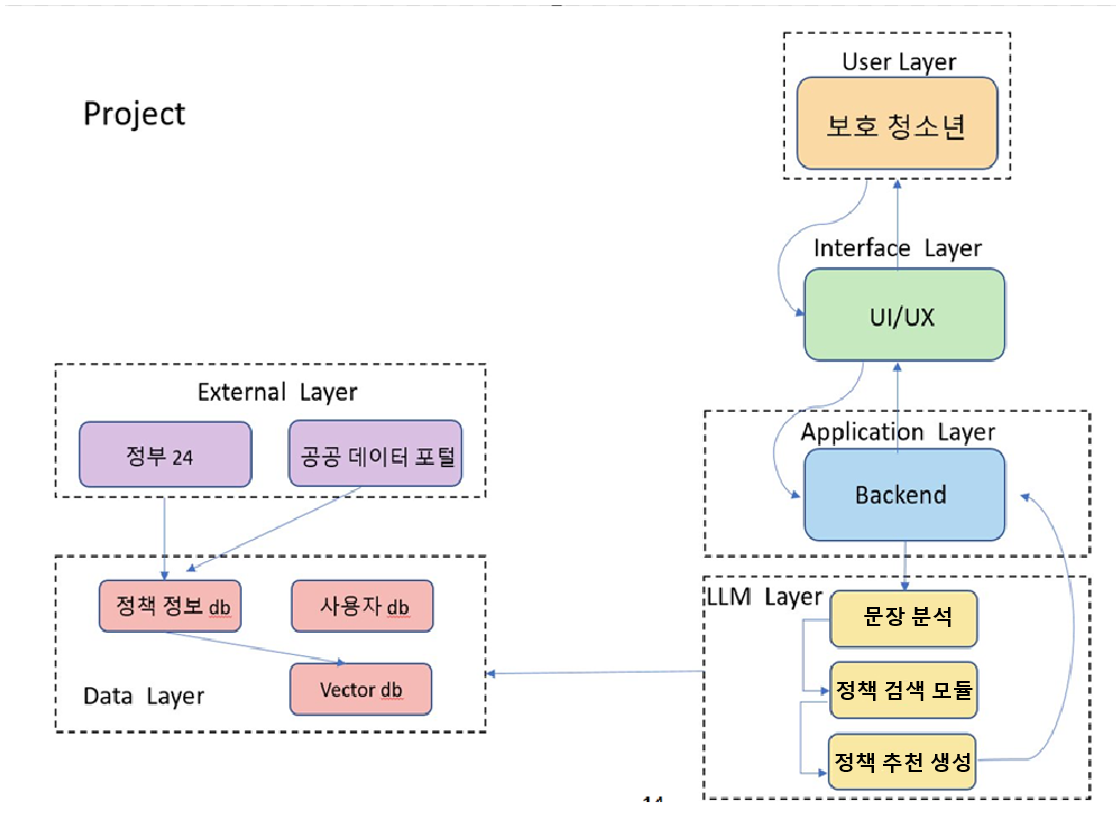 Project
User Layer
보호 청소년
Interface Layer
UI/UX
Application Layer
Backend
External Layer
정부 24
공공 데이터 포털
정책 정보 db
사용자 db
Vector db
Data Layer
LLM Layer
문장 분석
정책 검색 모듈
정책 추천 생성